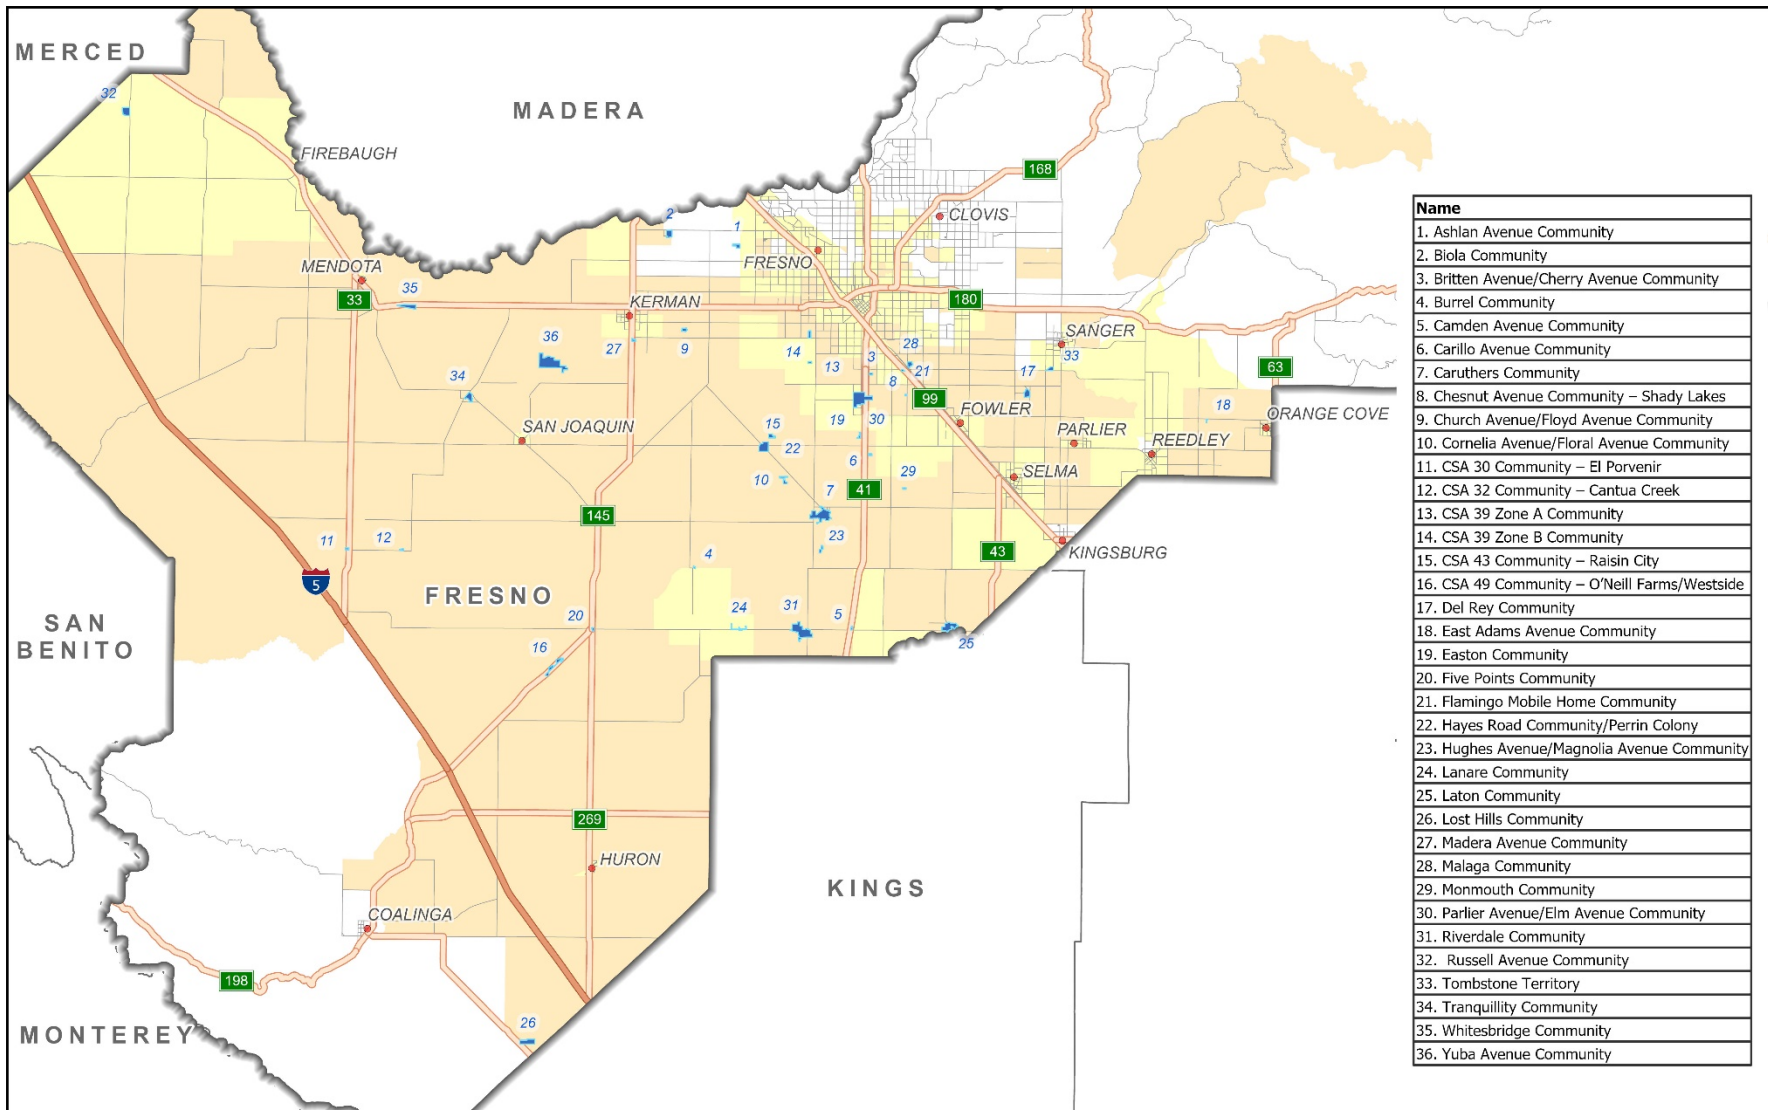 MERCED
32
MADERA
FIREBAUGH
168
2
CLOVIS
1
FRESNO
MENDOTA
35
33
KERMAN
180
SANGER
36
27
9
14
28
3
33
13
21
63
34
8
17
99
SAN JOAQUIN
19
30
FOWLER
18
ORANGE COVE
15
22
PARLIER
REEDLEY
6
10
29
SELMA
7
41
145
11
12
23
43
KINGSBURG
4
5
FRESNO
SAN
BENITO
24
31
5
20
25
16
269
HURON
KINGS
COALINGA
198
26
MONTEREY
Name
1. Ashlan Avenue Community
2. Biola Community
3. Britten Avenue/Cherry Avenue Community
4. Burrel Community
5. Camden Avenue Community
6. Carillo Avenue Community
7. Caruthers Community
8. Chesnut Avenue Community – Shady Lakes
9. Church Avenue/Floyd Avenue Community
10. Cornelia Avenue/Floral Avenue Community
11. CSA 30 Community – El Porvenir
12. CSA 32 Community – Cantua Creek
13. CSA 39 Zone A Community
14. CSA 39 Zone B Community
15. CSA 43 Community – Raisin City
16. CSA 49 Community – O'Neill Farms/Westside
17. Del Rey Community
18. East Adams Avenue Community
19. Easton Community
20. Five Points Community
21. Flamingo Mobile Home Community
22. Hayes Road Community/Perrin Colony
23. Hughes Avenue/Magnolia Avenue Community
24. Lanare Community
25. Laton Community
26. Lost Hills Community
27. Madera Avenue Community
28. Malaga Community
29. Monmouth Community
30. Parlier Avenue/Elm Avenue Community
31. Riverdale Community
32. Russell Avenue Community
33. Tombstone Territory
34. Tranquillity Community
35. Whitesbridge Community
36. Yuba Avenue Community